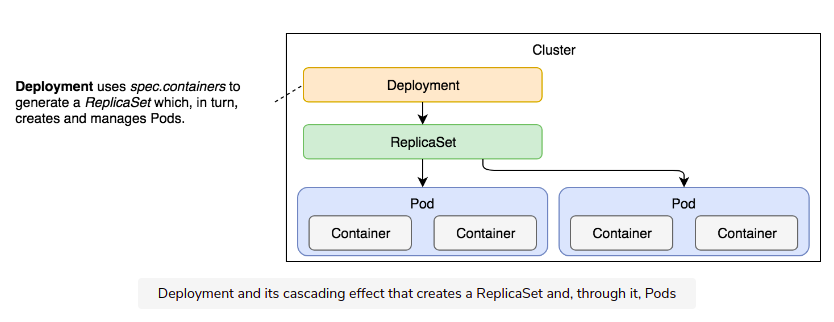 Cluster
Deployment uses spec.containers to
generate a ReplicaSet which, in turn,
creates and manages Pods.
Deployment
ReplicaSet
Pod
Container
Container
Pod
Container
Container
Deployment and its cascading effect that creates a ReplicaSet and, through it, Pods